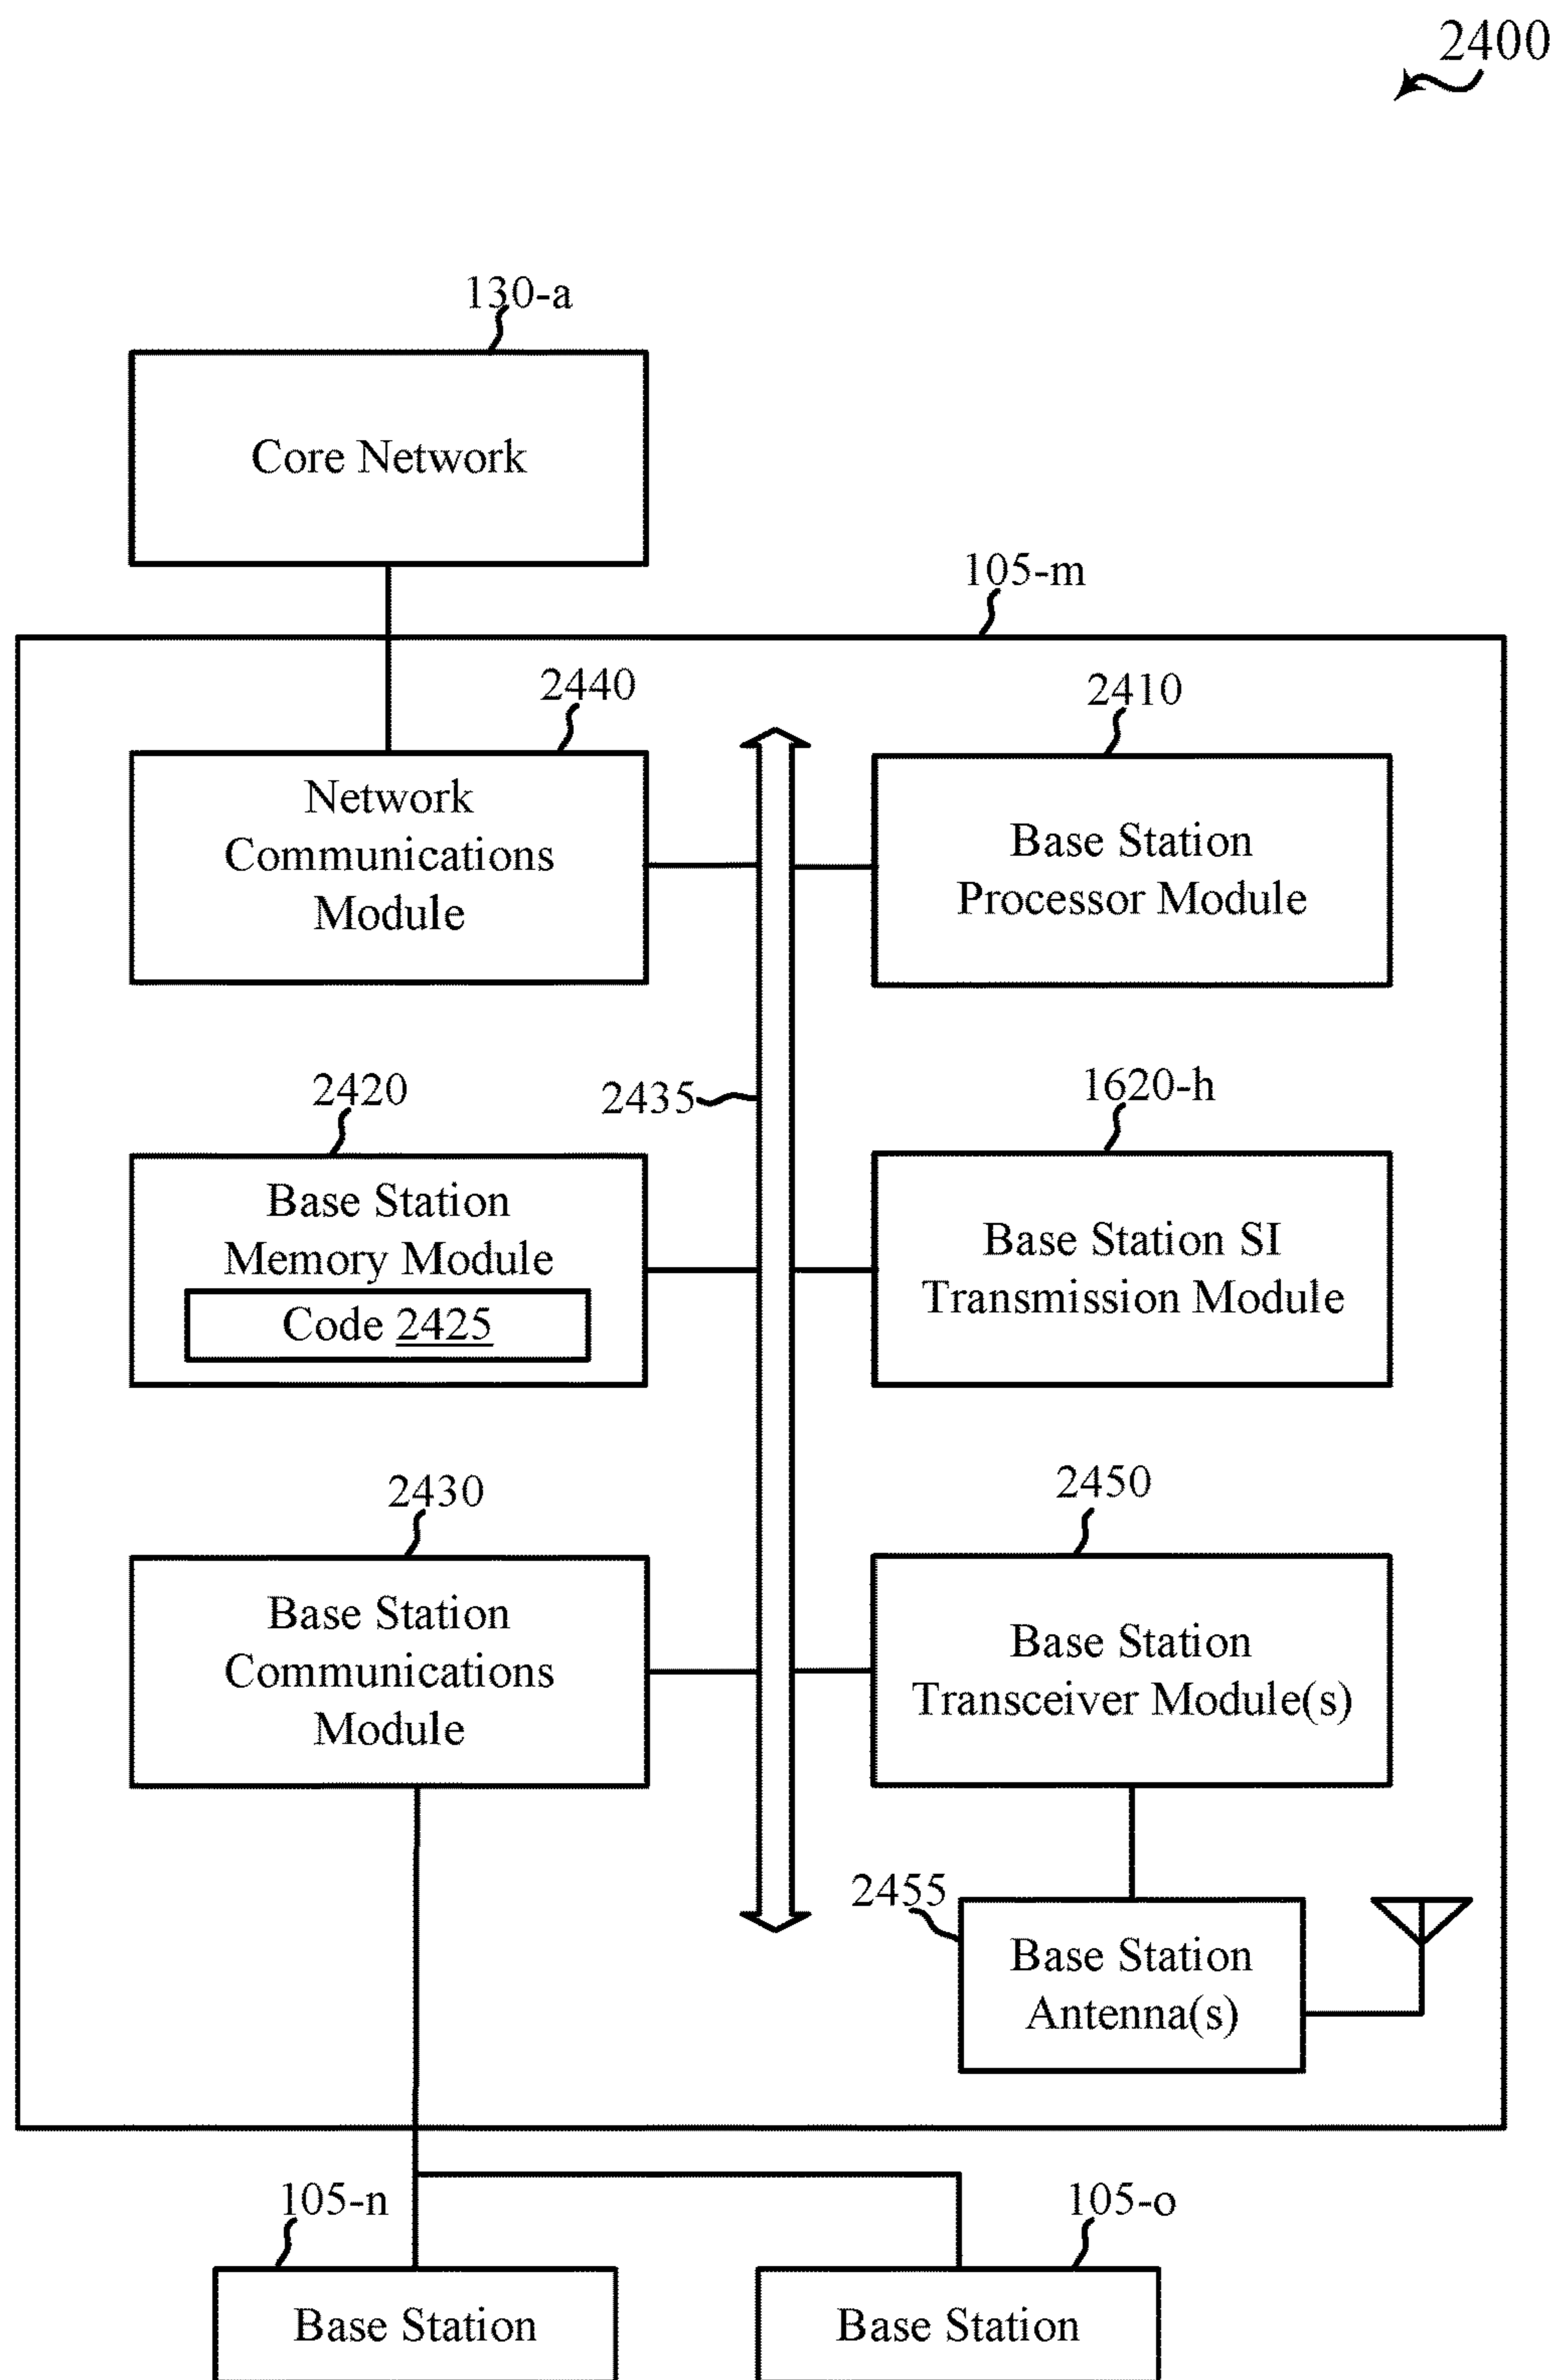 2400
130-a
Core Network
105-m
2440
2410
Network
Communications
Module
Base Station
Processor Module
2420
2435
1620-h
Base Station
Memory Module
Code 2425
Base Station SI
Transmission Module
2430
2450
Base Station
Communications
Module
Base Station
Transceiver Module(s)
2455
Base Station
Antenna(s)
105-n
105-o
Base Station
Base Station